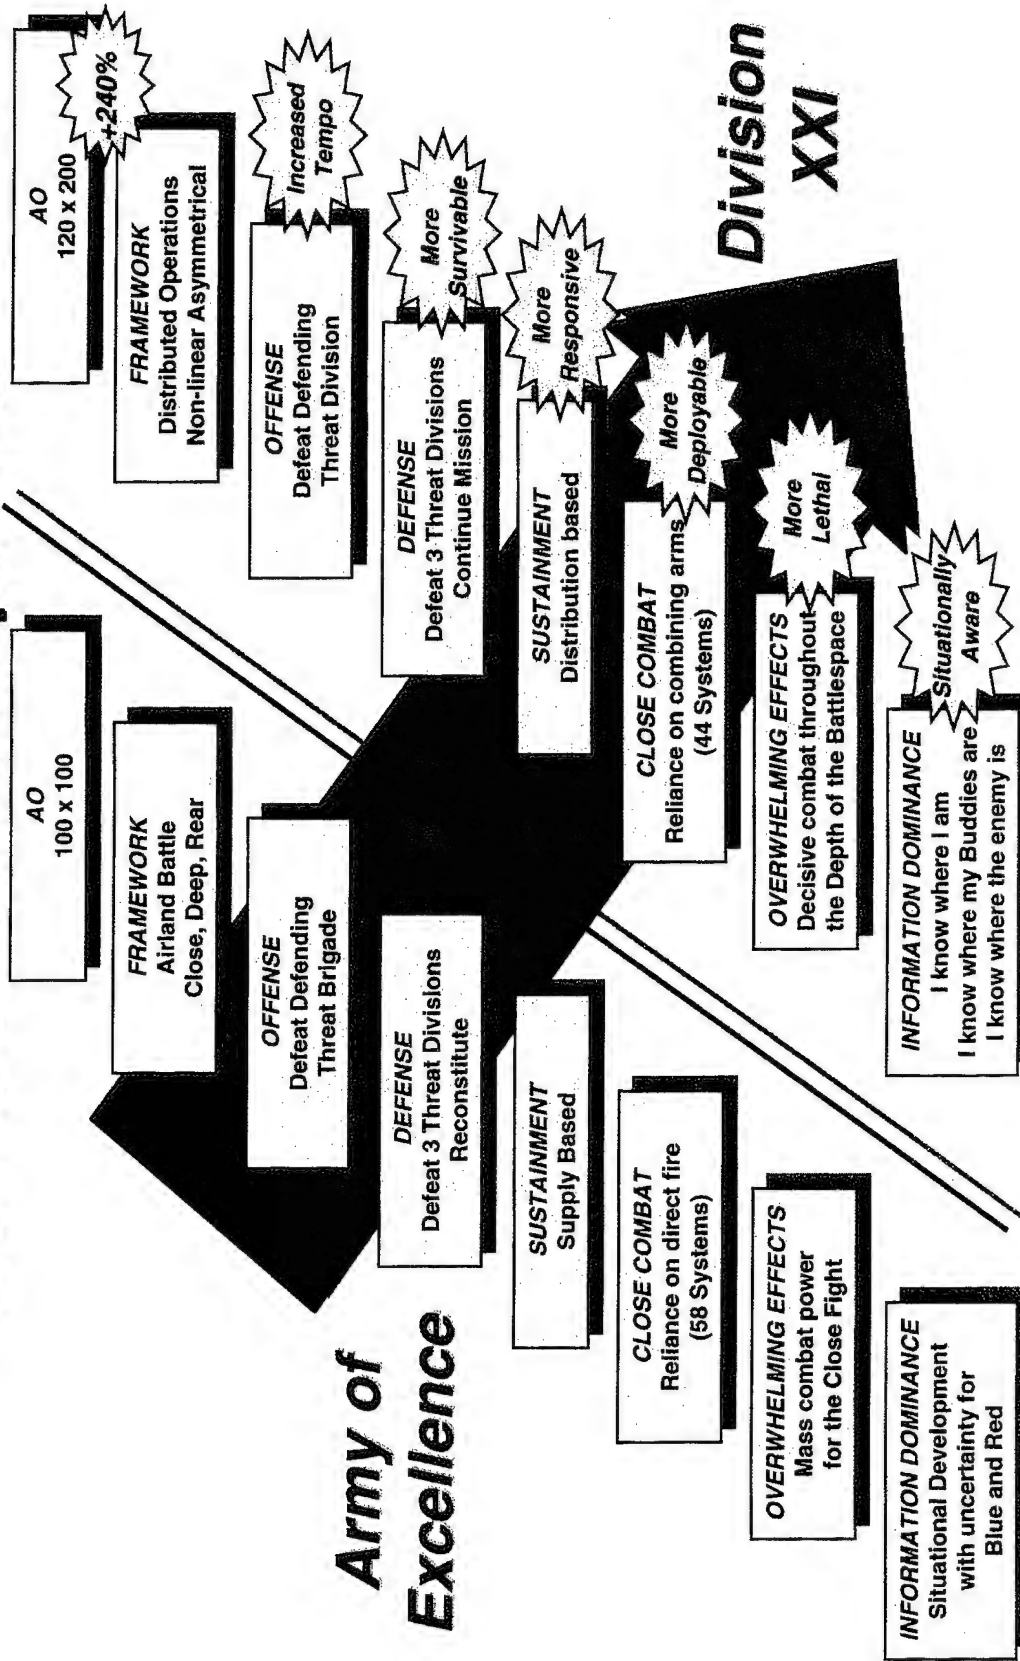 Army of
Excellence
AO
100 x 100
FRAMEWORK
Airland Battle
Close, Deep, Rear
OFFENSE
Defeat Defending
Threat Brigade
DEFENSE
Defeat 3 Threat Divisions
Reconstitute
SUSTAINMENT
Supply Based
CLOSE COMBAT
Reliance on direct fire
(58 Systems)
OVERWHELMING EFFECTS
Mass combat power
for the Close Fight
INFORMATION DOMINANCE
Situational Development
with uncertainty for
Blue and Red
AO
120 x 200
+240%
FRAMEWORK
Distributed Operations
Non-linear Asymmetrical
OFFENSE
Defeat Defending
Threat Division
Increased
Tempo
DEFENSE
Defeat 3 Threat Divisions
Continue Mission
More
Survivable
SUSTAINMENT
Distribution based
More
Responsive
CLOSE COMBAT
Reliance on combining arms
(44 Systems)
More
Deployable
OVERWHELMING EFFECTS
Decisive combat throughout
the Depth of the Battlespace
More
Lethal
INFORMATION DOMINANCE
I know where I am
I know where my Buddies are
I know where the enemy is
Situationally
Aware
Division
XXI